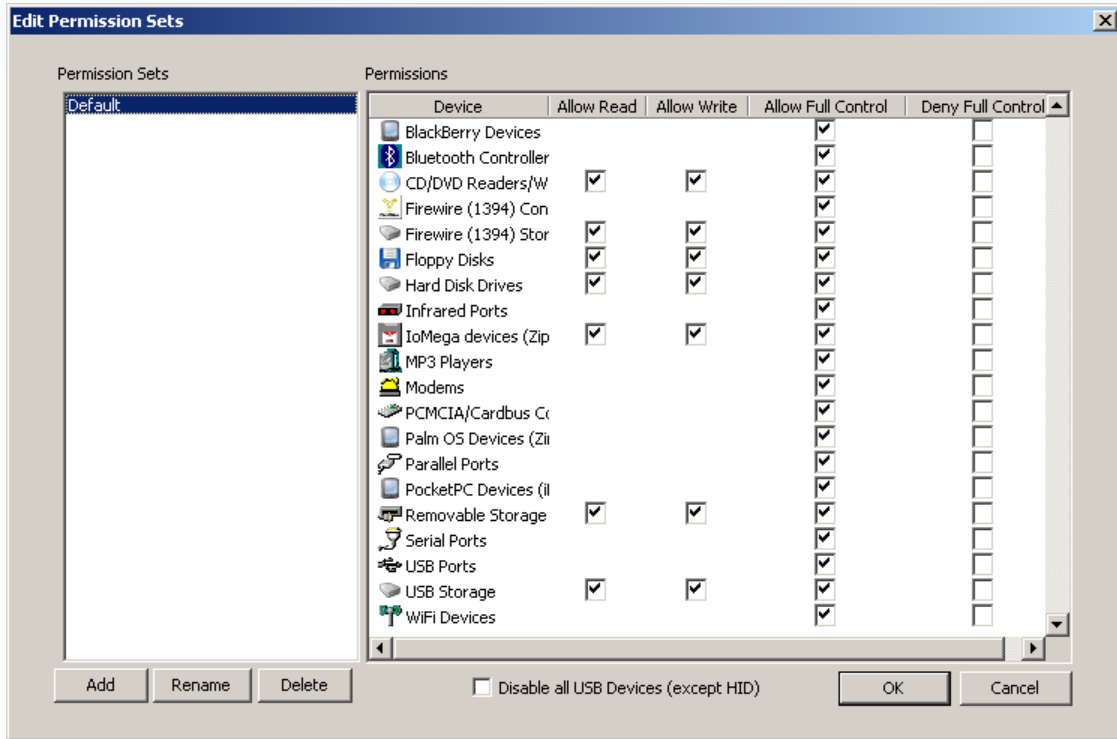 Edit Permission Sets
Permission Sets
Permissions
Default
Device Allow Read Allow Write Allow Full Control Deny Full Control
BlackBerry Devices
Bluetooth Controller
CD/DVD Readers/W
Firewire (1394) Con
Firewire (1394) Stor
Floppy Disks
Hard Disk Drives
Infrared Ports
IoMega devices (Zip
MP3 Players
Modems
PCMCIA/Cardbus Co
Palm OS Devices (Zi
Parallel Ports
PocketPC Devices (i
Removable Storage
Serial Ports
USB Ports
USB Storage
WiFi Devices
Add Rename Delete
Disable all USB Devices (except HID)
OK Cancel